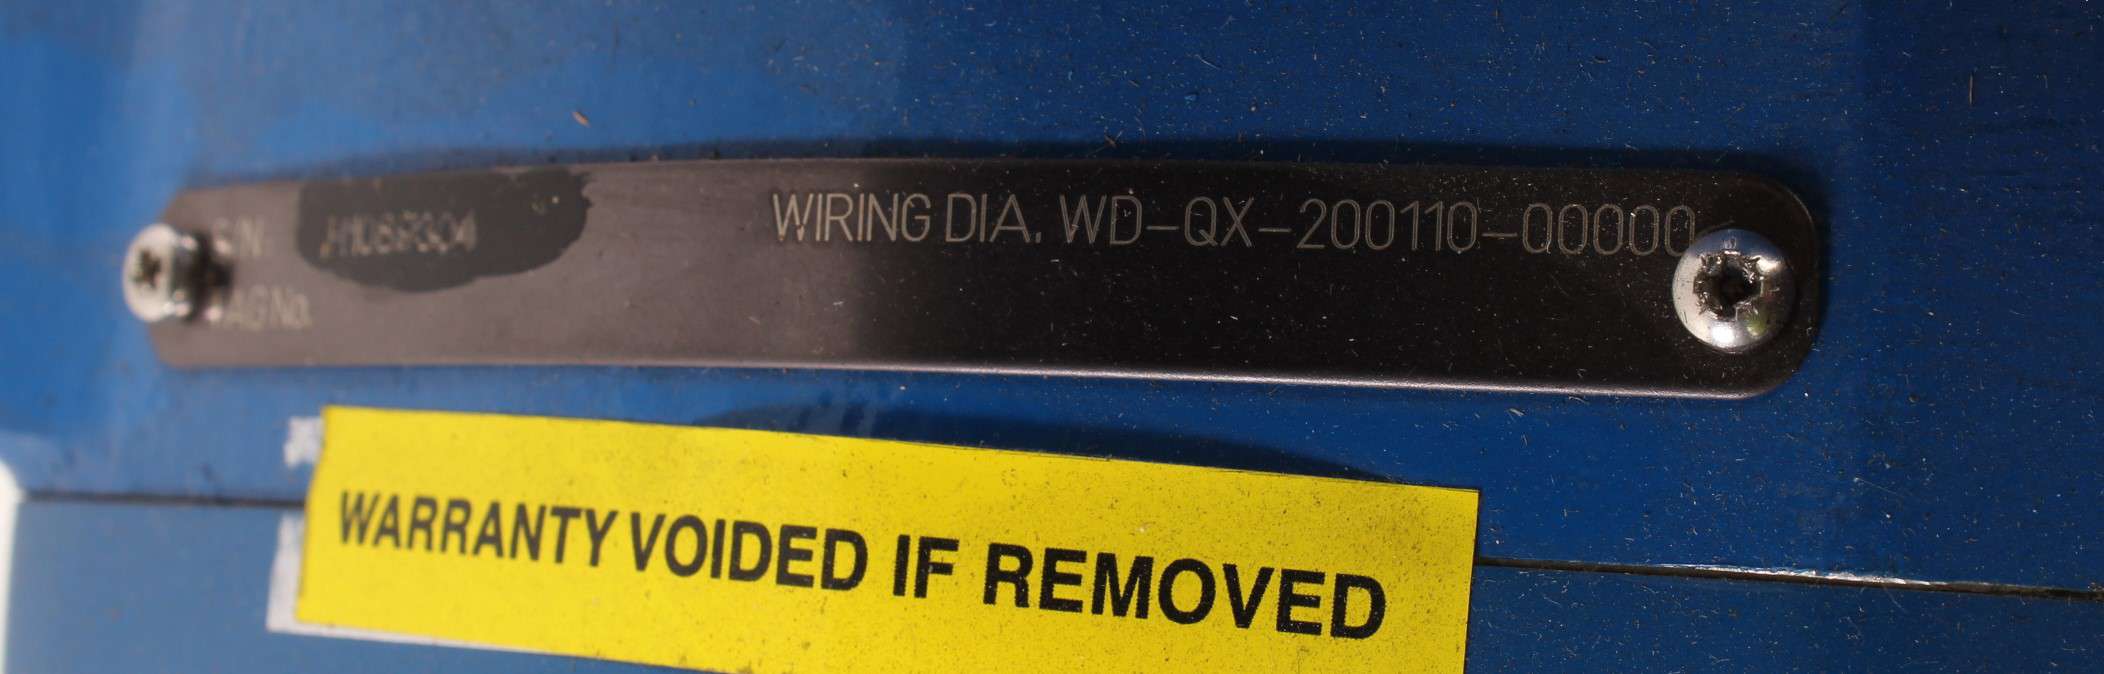 S/N.
WIRING DIA. WD-QX-200110-00000
TAG No.
WARRANTY VOIDED IF REMOVED